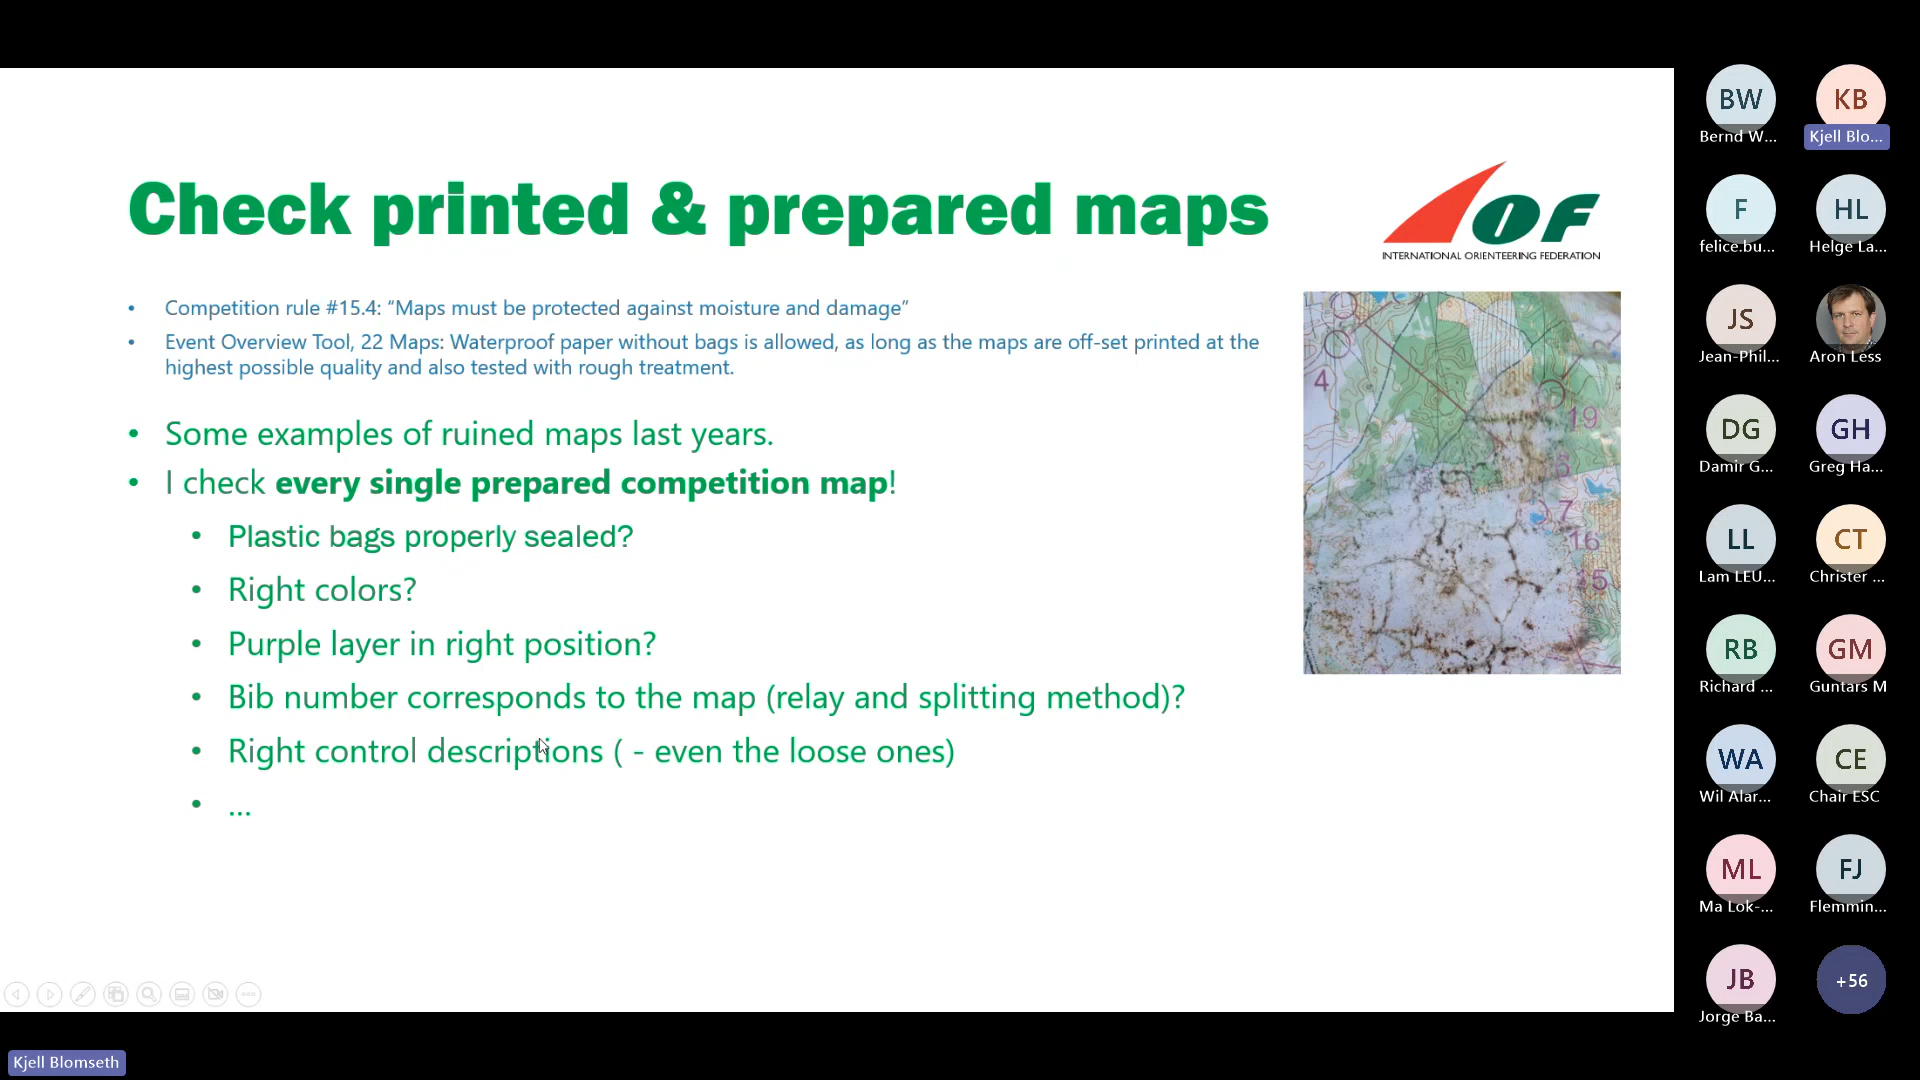 Check printed & prepared maps
IOF
INTERNATIONAL ORIENTEERING FEDERATION
• Competition rule #15.4: “Maps must be protected against moisture and damage”
• Event Overview Tool, 22 Maps: Waterproof paper without bags is allowed, as long as the maps are off-set printed at the
highest possible quality and also tested with rough treatment.
• Some examples of ruined maps last years.
• I check every single prepared competition map!
• Plastic bags properly sealed?
• Right colors?
• Purple layer in right position?
• Bib number corresponds to the map (relay and splitting method)?
• Right control descriptions ( - even the loose ones)
• ...
4
19
7
16
15
BW
Bernd W...
KB
Kjell Blo...
F
felice.bu...
HL
Helge La...
JS
Jean-Phil...
Aron Less
DG
Damir G...
GH
Greg Ha...
LL
Lam LEU...
CT
Christer ...
RB
Richard ...
GM
Guntars M
WA
Wil Alar...
CE
Chair ESC
ML
Ma Lok-...
FJ
Flemmin...
JB
Jorge Ba...
+56
Kjell Blomseth